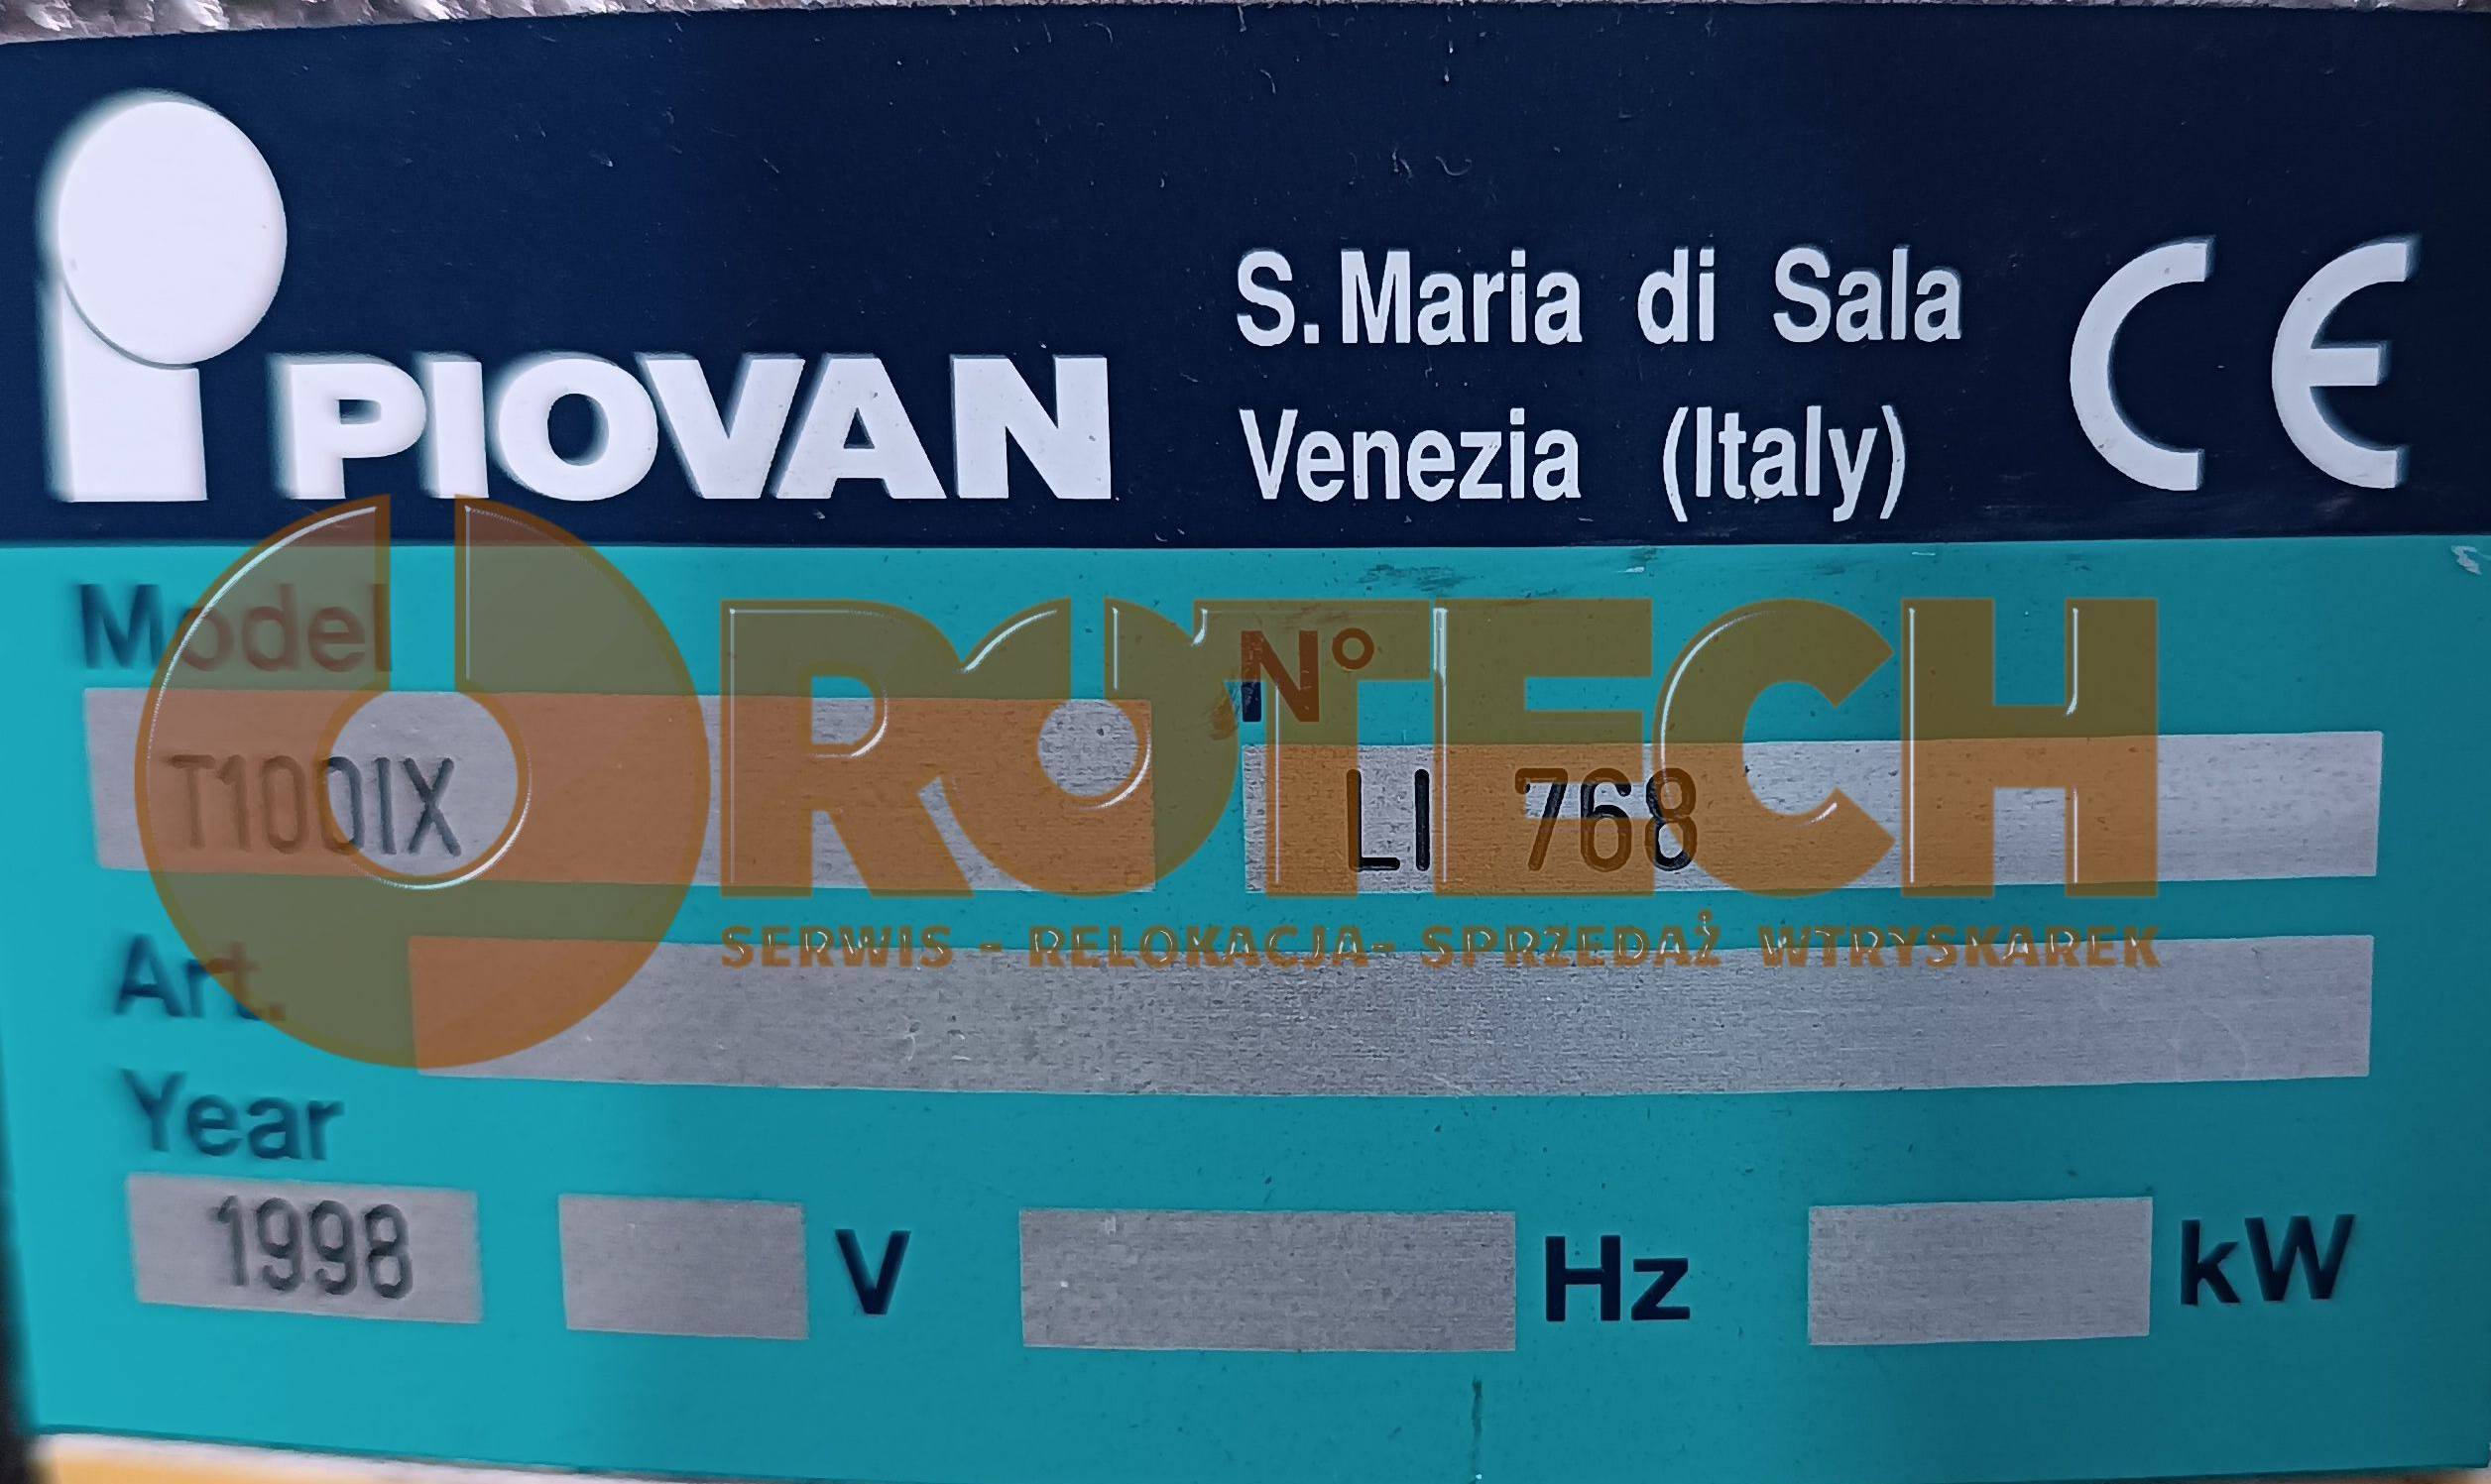 PIOVAN
S. Maria di Sala
Venezia (Italy)
CE
Model
N°
T100IX
LI 768
ROTECH
SERWIS - RELOKACJA- SPRZEDAŻ WTRYSKAREK
Art.
Year
1998 V Hz kW